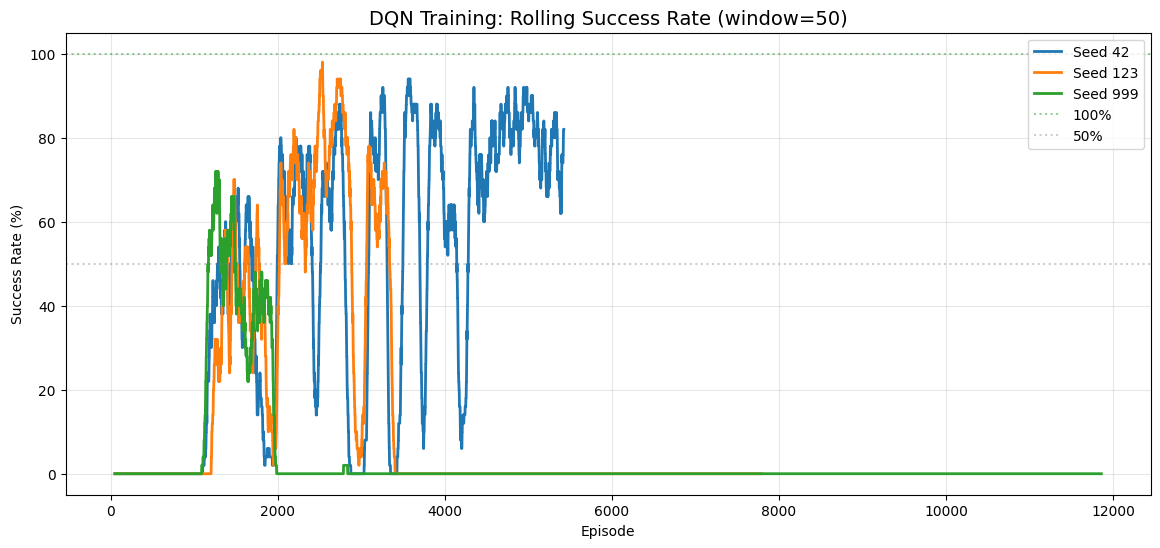 DQN Training: Rolling Success Rate (window=50)
Success Rate (%)
100
80
60
40
20
0
Seed 42
Seed 123
Seed 999
100%
50%
0
2000
4000
6000
8000
10000
12000
Episode